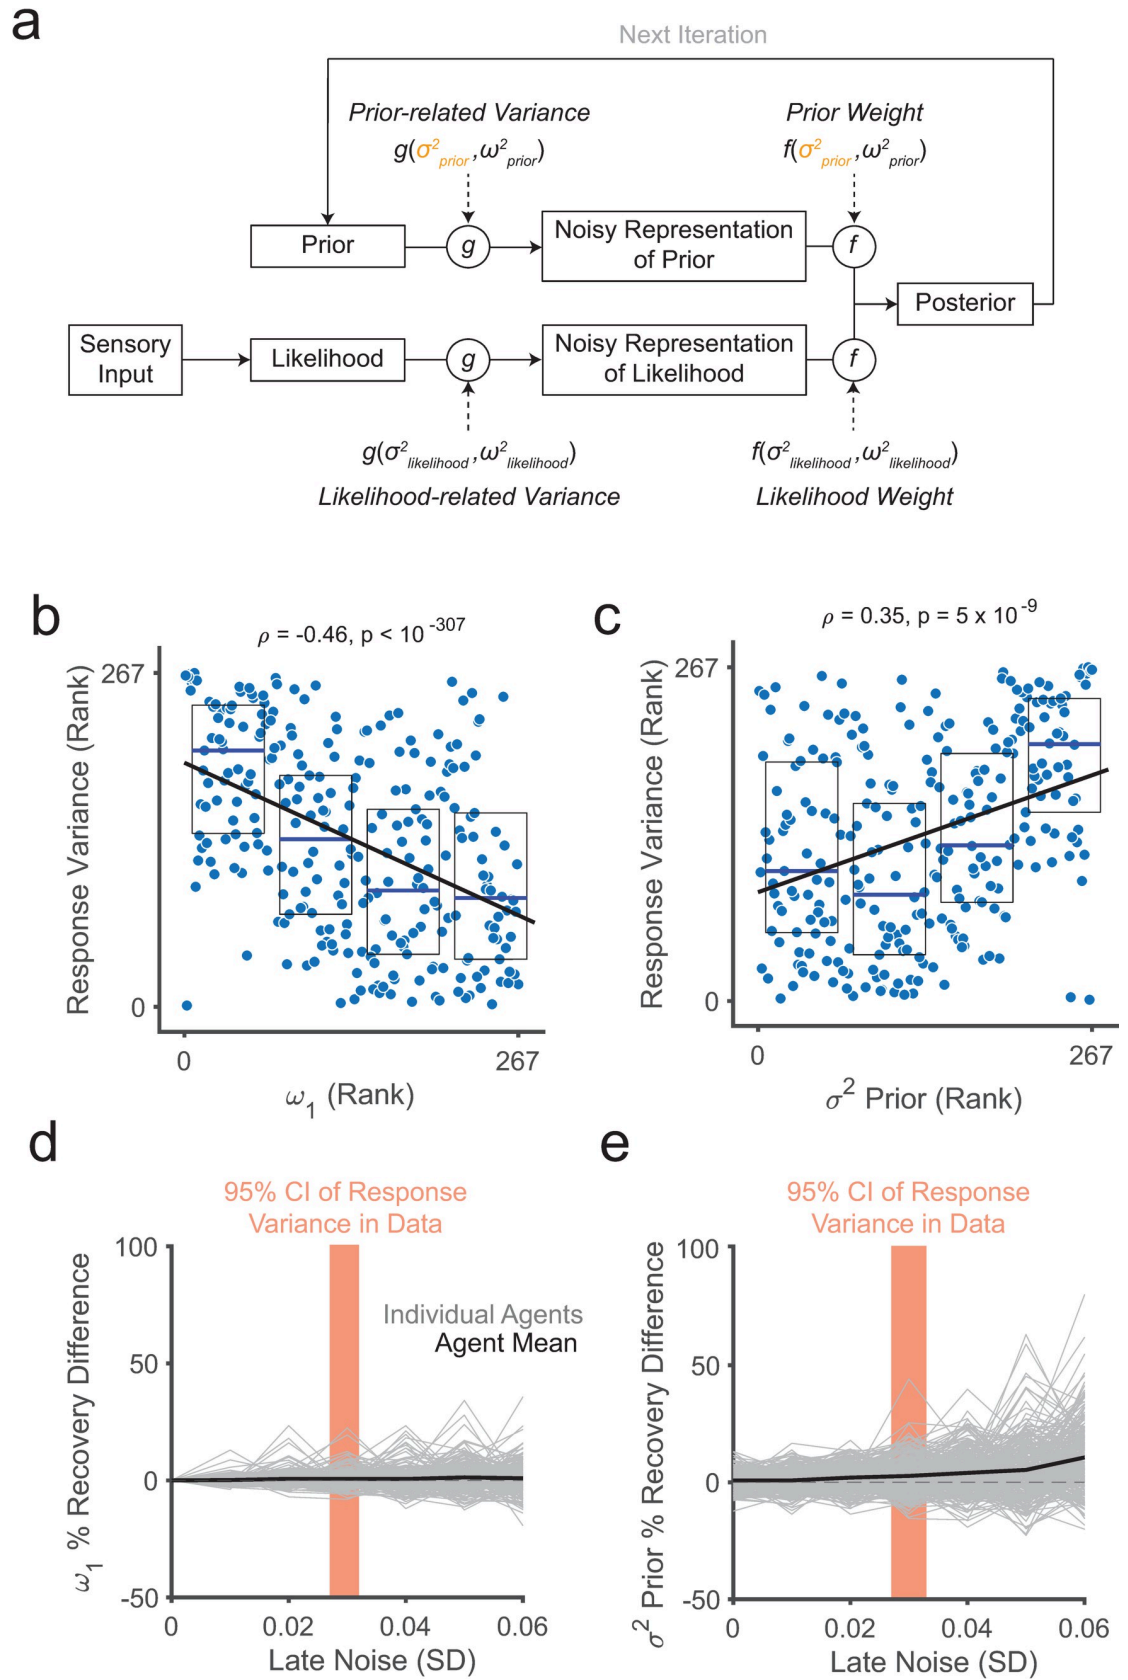 a
Next Iteration
Prior-related Variance
Prior Weight
g(σ²prior,ω²prior)
f(σ²prior,ω²prior)
Prior
g
Noisy Representation
of Prior
f
Posterior
Sensory
Input
Likelihood
g
Noisy Representation
of Likelihood
f
g(σ²likelihood,ω²likelihood)
f(σ²likelihood,ω²likelihood)
Likelihood-related Variance
Likelihood Weight
b
ρ = -0.46, p < 10 -307
Response Variance (Rank)
267
0
0
267
ω₁ (Rank)
c
ρ = 0.35, p = 5 x 10 -9
Response Variance (Rank)
267
0
0
267
σ² Prior (Rank)
d
95% CI of Response
Variance in Data
ω₁ % Recovery Difference
100
50
0
-50
Individual Agents
Agent Mean
0
0.02
0.04
0.06
Late Noise (SD)
e
95% CI of Response
Variance in Data
σ² Prior % Recovery Difference
100
50
0
-50
0
0.02
0.04
0.06
Late Noise (SD)